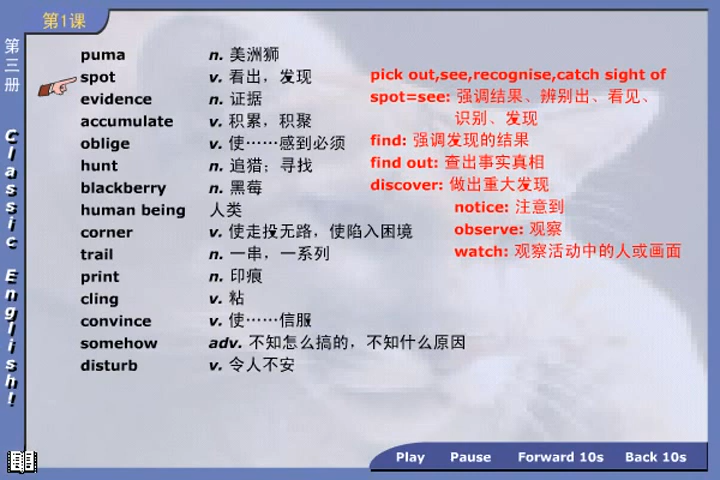 第1课
第三册
Classic English!
puma n. 美洲狮
spot v. 看出，发现
evidence n. 证据
accumulate v. 积累，积聚
oblige v. 使……感到必须
hunt n. 追猎；寻找
blackberry n. 黑莓
human being 人类
corner v. 使走投无路，使陷入困境
trail n. 一串，一系列
print n. 印痕
cling v. 粘
convince v. 使……信服
somehow adv. 不知怎么搞的，不知什么原因
disturb v. 令人不安
pick out,see,recognise,catch sight of
spot=see: 强调结果、辨别出、看见、
识别、发现
find: 强调发现的结果
find out: 查出事实真相
discover: 做出重大发现
notice: 注意到
observe: 观察
watch: 观察活动中的人或画面
Play Pause Forward 10s Back 10s